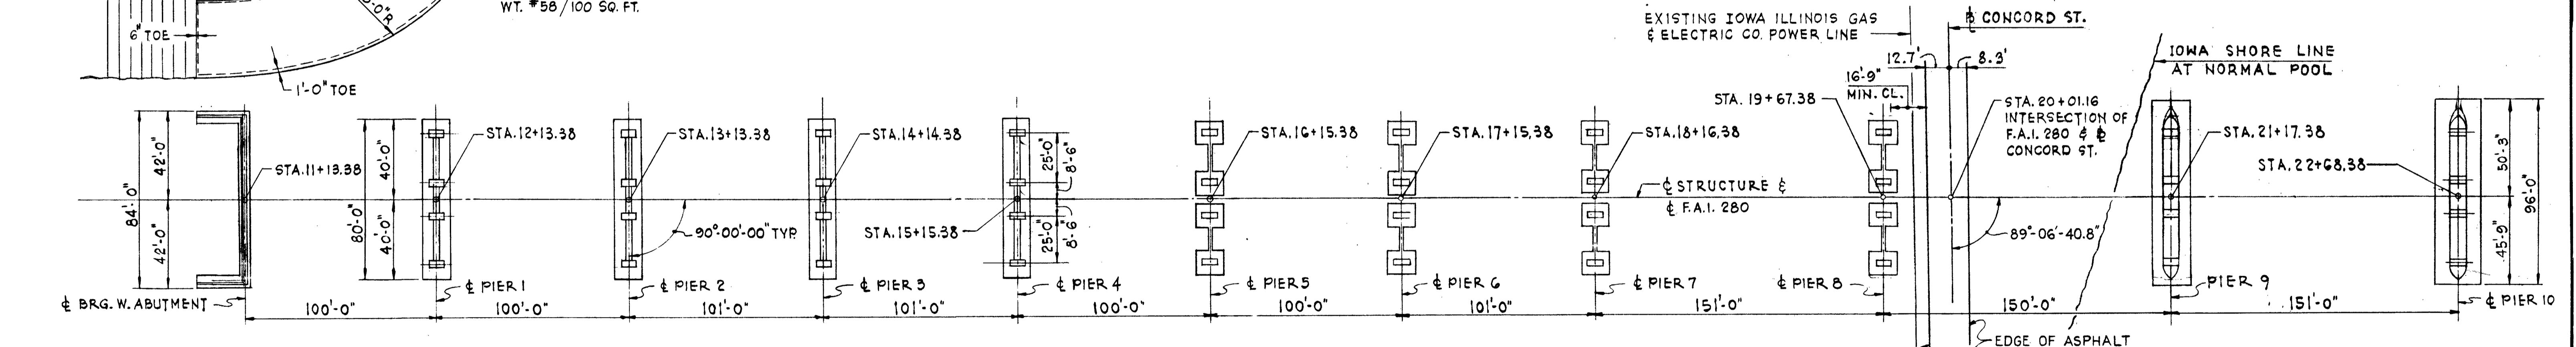 WT. #58/100 SQ. FT.
0'-0"R
6" TOE
1'-0" TOE
EXISTING IOWA ILLINOIS GAS
& ELECTRIC CO. POWER LINE
℄ CONCORD ST.
12.7'
8.3'
16'-9"
MIN. CL.
IOWA SHORE LINE
AT NORMAL POOL
STA. 11+13.38
STA. 12+13.38
STA. 13+13.38
STA. 14+14.38
STA. 15+15.38
STA. 16+15.38
STA. 17+15.38
STA. 18+16.38
STA. 19+67.38
STA. 20+01.16
INTERSECTION OF
F.A.I. 280 & ℄
CONCORD ST.
STA. 21+17.38
STA. 22+68.38
84'-0"
42'-0"
42'-0"
80'-0"
40'-0"
40'-0"
90°-00'-00" TYP.
25'-0"
8'-6"
25'-0"
8'-6"
℄ STRUCTURE &
℄ F.A.I. 280
89°-06'-40.8"
50'-3"
45'-9"
96'-0"
℄ BRG. W. ABUTMENT
℄ PIER 1
℄ PIER 2
℄ PIER 3
℄ PIER 4
℄ PIER 5
℄ PIER 6
℄ PIER 7
℄ PIER 8
PIER 9
℄ PIER 10
100'-0"
100'-0"
101'-0"
101'-0"
100'-0"
100'-0"
101'-0"
151'-0"
150'-0"
151'-0"
EDGE OF ASPHALT